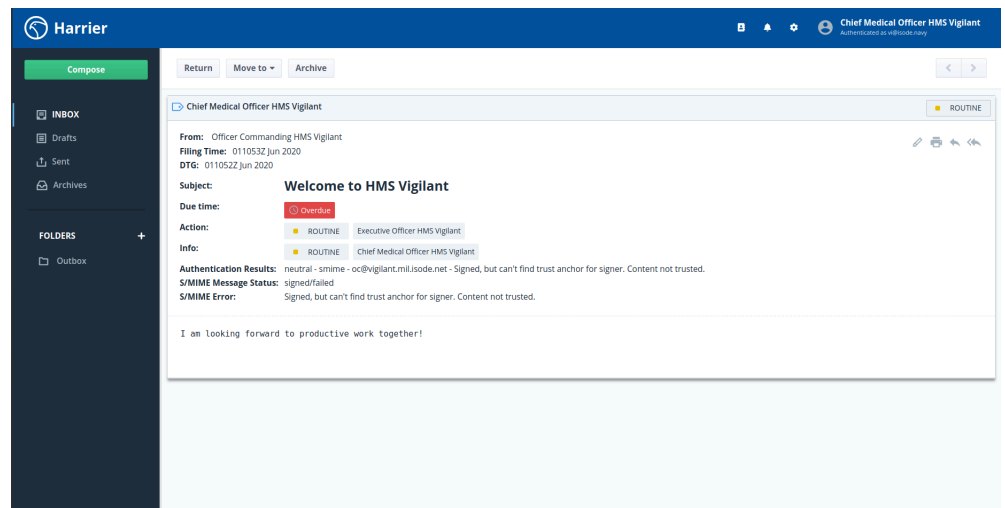 Harrier
Chief Medical Officer HMS Vigilant
Authenticated as vi@isode.navy
Compose
Return Move to Archive
INBOX
Drafts
Sent
Archives
FOLDERS +
Outbox
Chief Medical Officer HMS Vigilant ROUTINE
From: Officer Commanding HMS Vigilant
Filing Time: 011053Z Jun 2020
DTG: 011052Z Jun 2020
Subject: Welcome to HMS Vigilant
Due time: Overdue
Action: ROUTINE Executive Officer HMS Vigilant
Info: ROUTINE Chief Medical Officer HMS Vigilant
Authentication Results: neutral - smime - oc@vigilant.mil.isode.net - Signed, but can't find trust anchor for signer. Content not trusted.
S/MIME Message Status: signed/failed
S/MIME Error: Signed, but can't find trust anchor for signer. Content not trusted.
I am looking forward to productive work together!